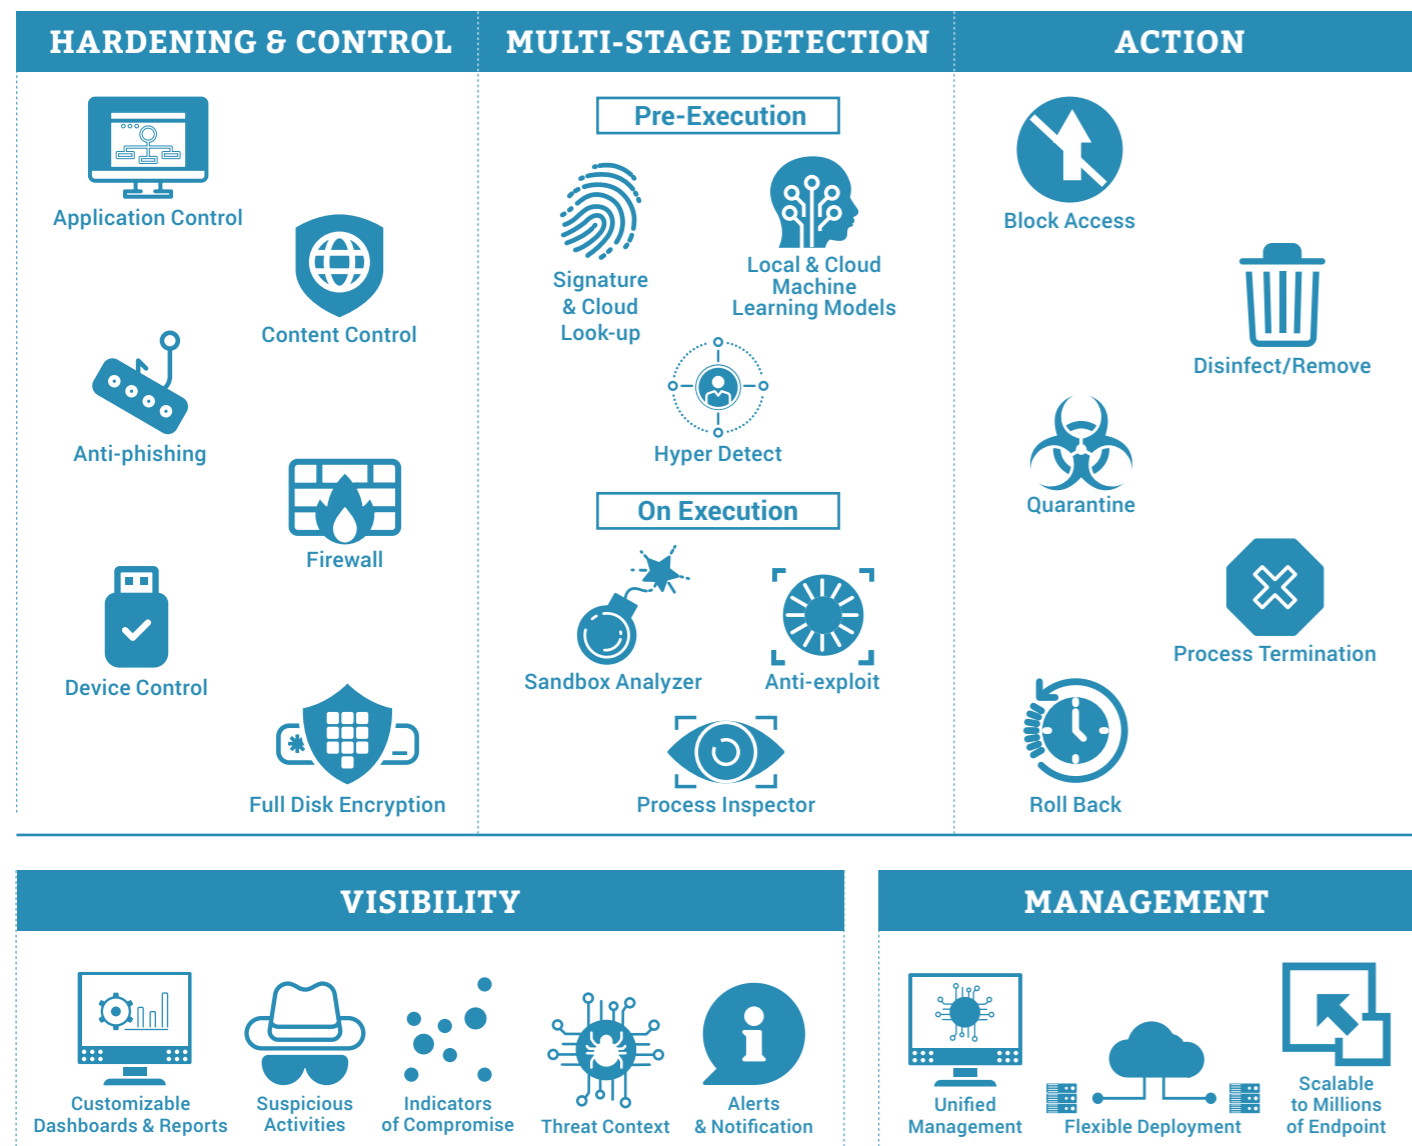 HARDENING & CONTROL
Application Control
Content Control
Anti-phishing
Firewall
Device Control
Full Disk Encryption
MULTI-STAGE DETECTION
Pre-Execution
Signature
& Cloud
Look-up
Local & Cloud
Machine
Learning Models
Hyper Detect
On Execution
Sandbox Analyzer
Anti-exploit
Process Inspector
ACTION
Block Access
Disinfect/Remove
Quarantine
Process Termination
Roll Back
VISIBILITY
Customizable
Dashboards & Reports
Suspicious
Activities
Indicators
of Compromise
Threat Context
Alerts
& Notification
MANAGEMENT
Unified
Management
Flexible Deployment
Scalable
to Millions
of Endpoint